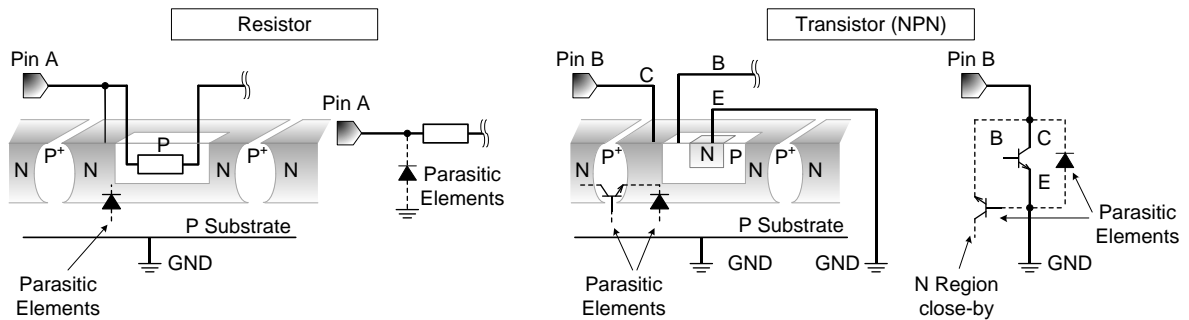 Resistor
Transistor (NPN)
Pin A
Pin A
N
P+
N
P
N
P+
N
Parasitic
Elements
P Substrate
GND
Parasitic
Elements
Pin B
C
B
E
N
P+
N
N
P
N
P+
N
P Substrate
GND
GND
Parasitic
Elements
Pin B
B
C
E
Parasitic
Elements
GND
N Region
close-by